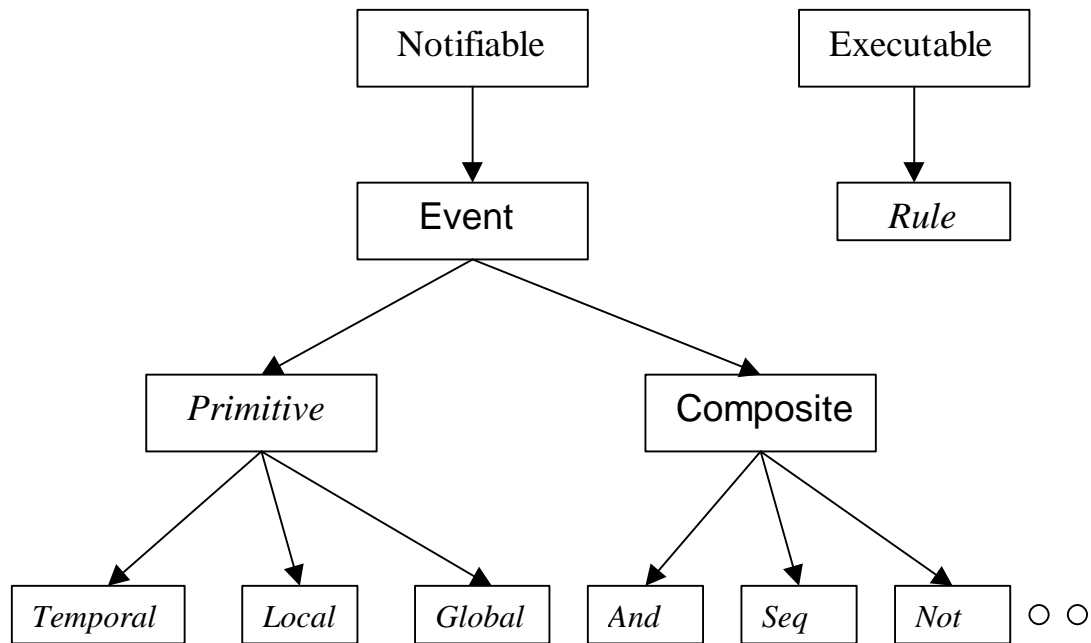 Notifiable
Executable
Event
Rule
Primitive
Composite
Temporal
Local
Global
And
Seq
Not